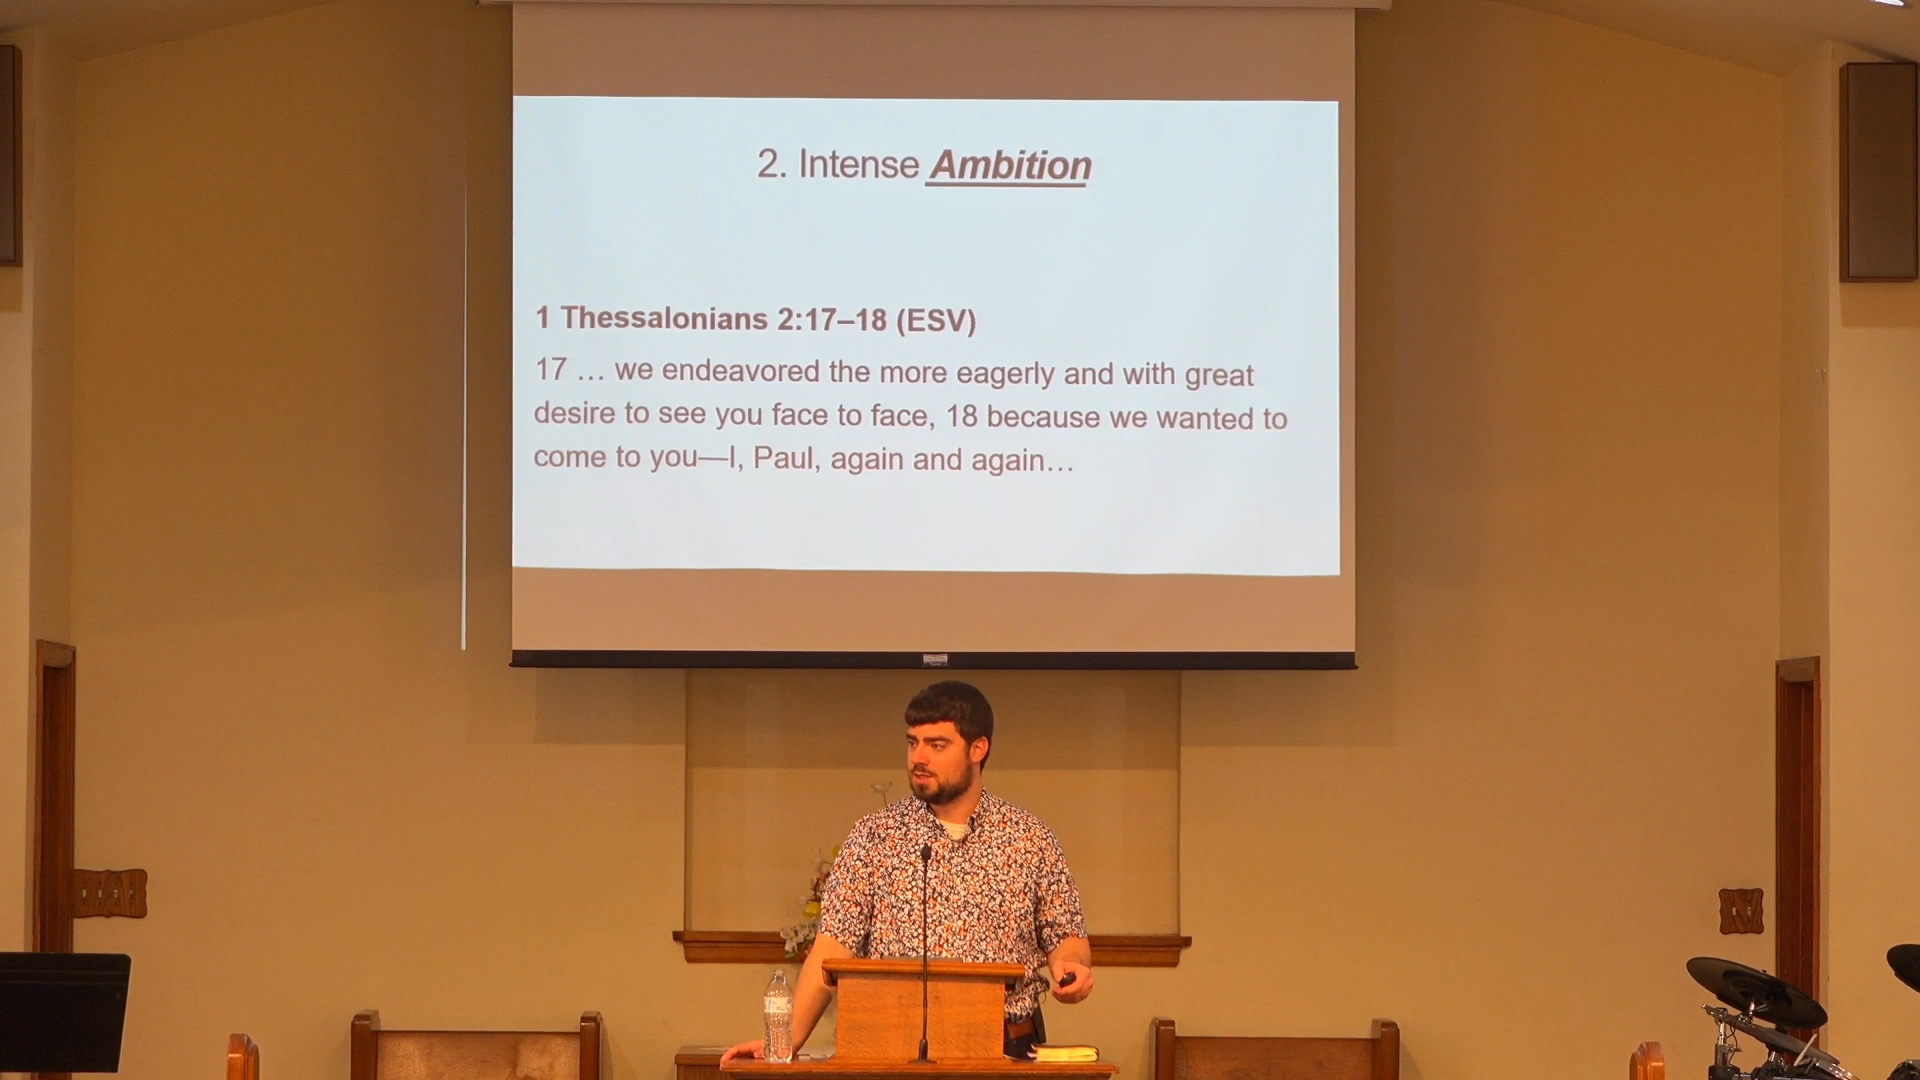 2. Intense Ambition
1 Thessalonians 2:17–18 (ESV)
17 … we endeavored the more eagerly and with great
desire to see you face to face, 18 because we wanted to
come to you—I, Paul, again and again…